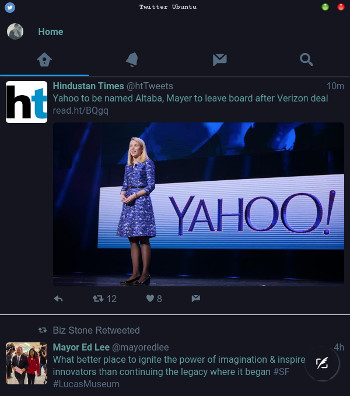 Twitter Ubuntu
Home
ht
Hindustan Times @htTweets 10m
Yahoo to be named Altaba, Mayer to leave board after Verizon deal
read.ht/BQgq
YAHOO!
12 8
Biz Stone Retweeted
Mayor Ed Lee @mayoredlee 4h
What better place to ignite the power of imagination & inspire
innovators than continuing the legacy where it began #SF
#LucasMuseum